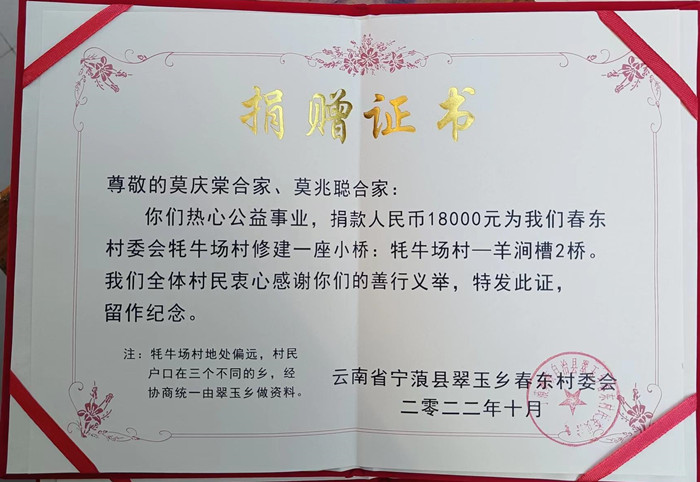 捐赠证书
尊敬的莫庆棠合家、莫兆聪合家：
你们热心公益事业，捐款人民币18000元为我们春东
村委会牦牛场村修建一座小桥：牦牛场村—羊涧槽2桥。
我们全体村民衷心感谢你们的善行义举，特发此证，
留作纪念。
注：牦牛场村地处偏远，村民
户口在三个不同的乡，经
协商统一由翠玉乡做资料。
云南省宁蒗县翠玉乡春东村委会
二零二二年十月